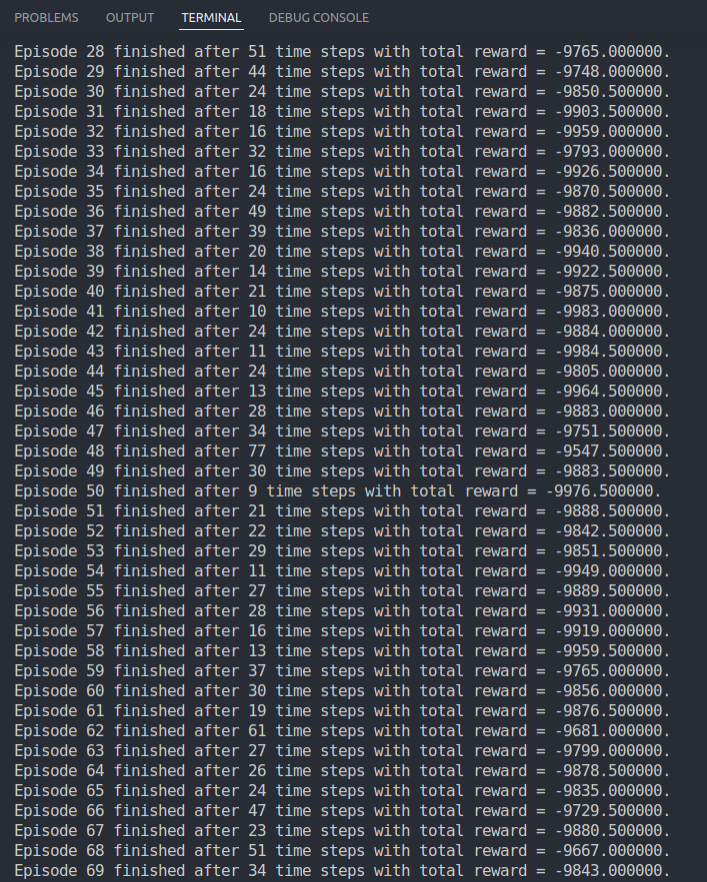 PROBLEMS OUTPUT TERMINAL DEBUG CONSOLE
Episode 28 finished after 51 time steps with total reward = -9765.000000.
Episode 29 finished after 44 time steps with total reward = -9748.000000.
Episode 30 finished after 24 time steps with total reward = -9850.500000.
Episode 31 finished after 18 time steps with total reward = -9903.500000.
Episode 32 finished after 16 time steps with total reward = -9959.000000.
Episode 33 finished after 32 time steps with total reward = -9793.000000.
Episode 34 finished after 16 time steps with total reward = -9926.500000.
Episode 35 finished after 24 time steps with total reward = -9870.500000.
Episode 36 finished after 49 time steps with total reward = -9882.500000.
Episode 37 finished after 39 time steps with total reward = -9836.000000.
Episode 38 finished after 20 time steps with total reward = -9940.500000.
Episode 39 finished after 14 time steps with total reward = -9922.500000.
Episode 40 finished after 21 time steps with total reward = -9875.000000.
Episode 41 finished after 10 time steps with total reward = -9983.000000.
Episode 42 finished after 24 time steps with total reward = -9884.000000.
Episode 43 finished after 11 time steps with total reward = -9984.500000.
Episode 44 finished after 24 time steps with total reward = -9805.000000.
Episode 45 finished after 13 time steps with total reward = -9964.500000.
Episode 46 finished after 28 time steps with total reward = -9883.000000.
Episode 47 finished after 34 time steps with total reward = -9751.500000.
Episode 48 finished after 77 time steps with total reward = -9547.500000.
Episode 49 finished after 30 time steps with total reward = -9883.500000.
Episode 50 finished after 9 time steps with total reward = -9976.500000.
Episode 51 finished after 21 time steps with total reward = -9888.500000.
Episode 52 finished after 22 time steps with total reward = -9842.500000.
Episode 53 finished after 29 time steps with total reward = -9851.500000.
Episode 54 finished after 11 time steps with total reward = -9949.000000.
Episode 55 finished after 27 time steps with total reward = -9889.500000.
Episode 56 finished after 28 time steps with total reward = -9931.000000.
Episode 57 finished after 16 time steps with total reward = -9919.000000.
Episode 58 finished after 13 time steps with total reward = -9959.500000.
Episode 59 finished after 37 time steps with total reward = -9765.000000.
Episode 60 finished after 30 time steps with total reward = -9856.000000.
Episode 61 finished after 19 time steps with total reward = -9876.500000.
Episode 62 finished after 61 time steps with total reward = -9681.000000.
Episode 63 finished after 27 time steps with total reward = -9799.000000.
Episode 64 finished after 26 time steps with total reward = -9878.500000.
Episode 65 finished after 24 time steps with total reward = -9835.000000.
Episode 66 finished after 47 time steps with total reward = -9729.500000.
Episode 67 finished after 23 time steps with total reward = -9880.500000.
Episode 68 finished after 51 time steps with total reward = -9667.000000.
Episode 69 finished after 34 time steps with total reward = -9843.000000.